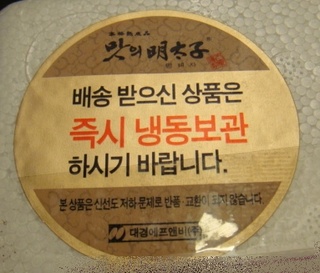 맛의 明太子
배송 받으신 상품은
즉시 냉동보관
하시기 바랍니다.
본 상품은 신선도 저하 문제로 반품·교환이 되지 않습니다.
대경에프엔비(주)